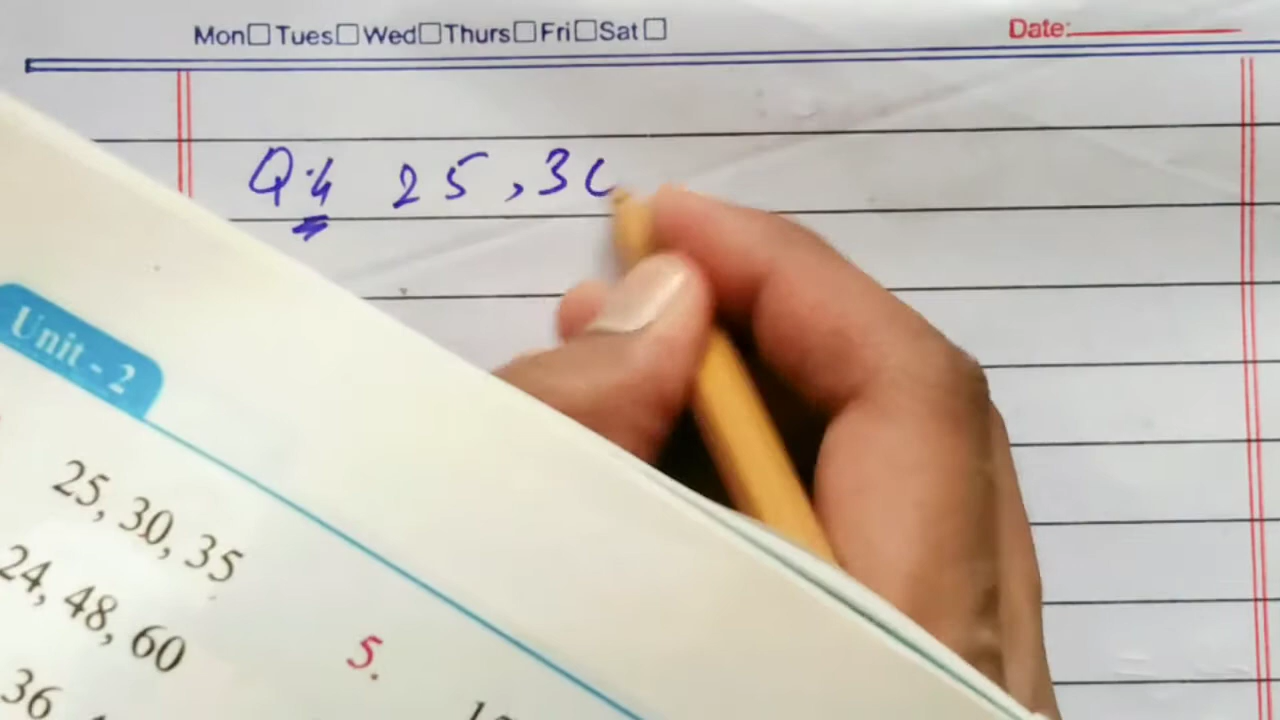 Mon Tues Wed Thurs Fri Sat Date:
Q.4 25, 30
Unit - 2
25, 30, 35
24, 48, 60
36
5.